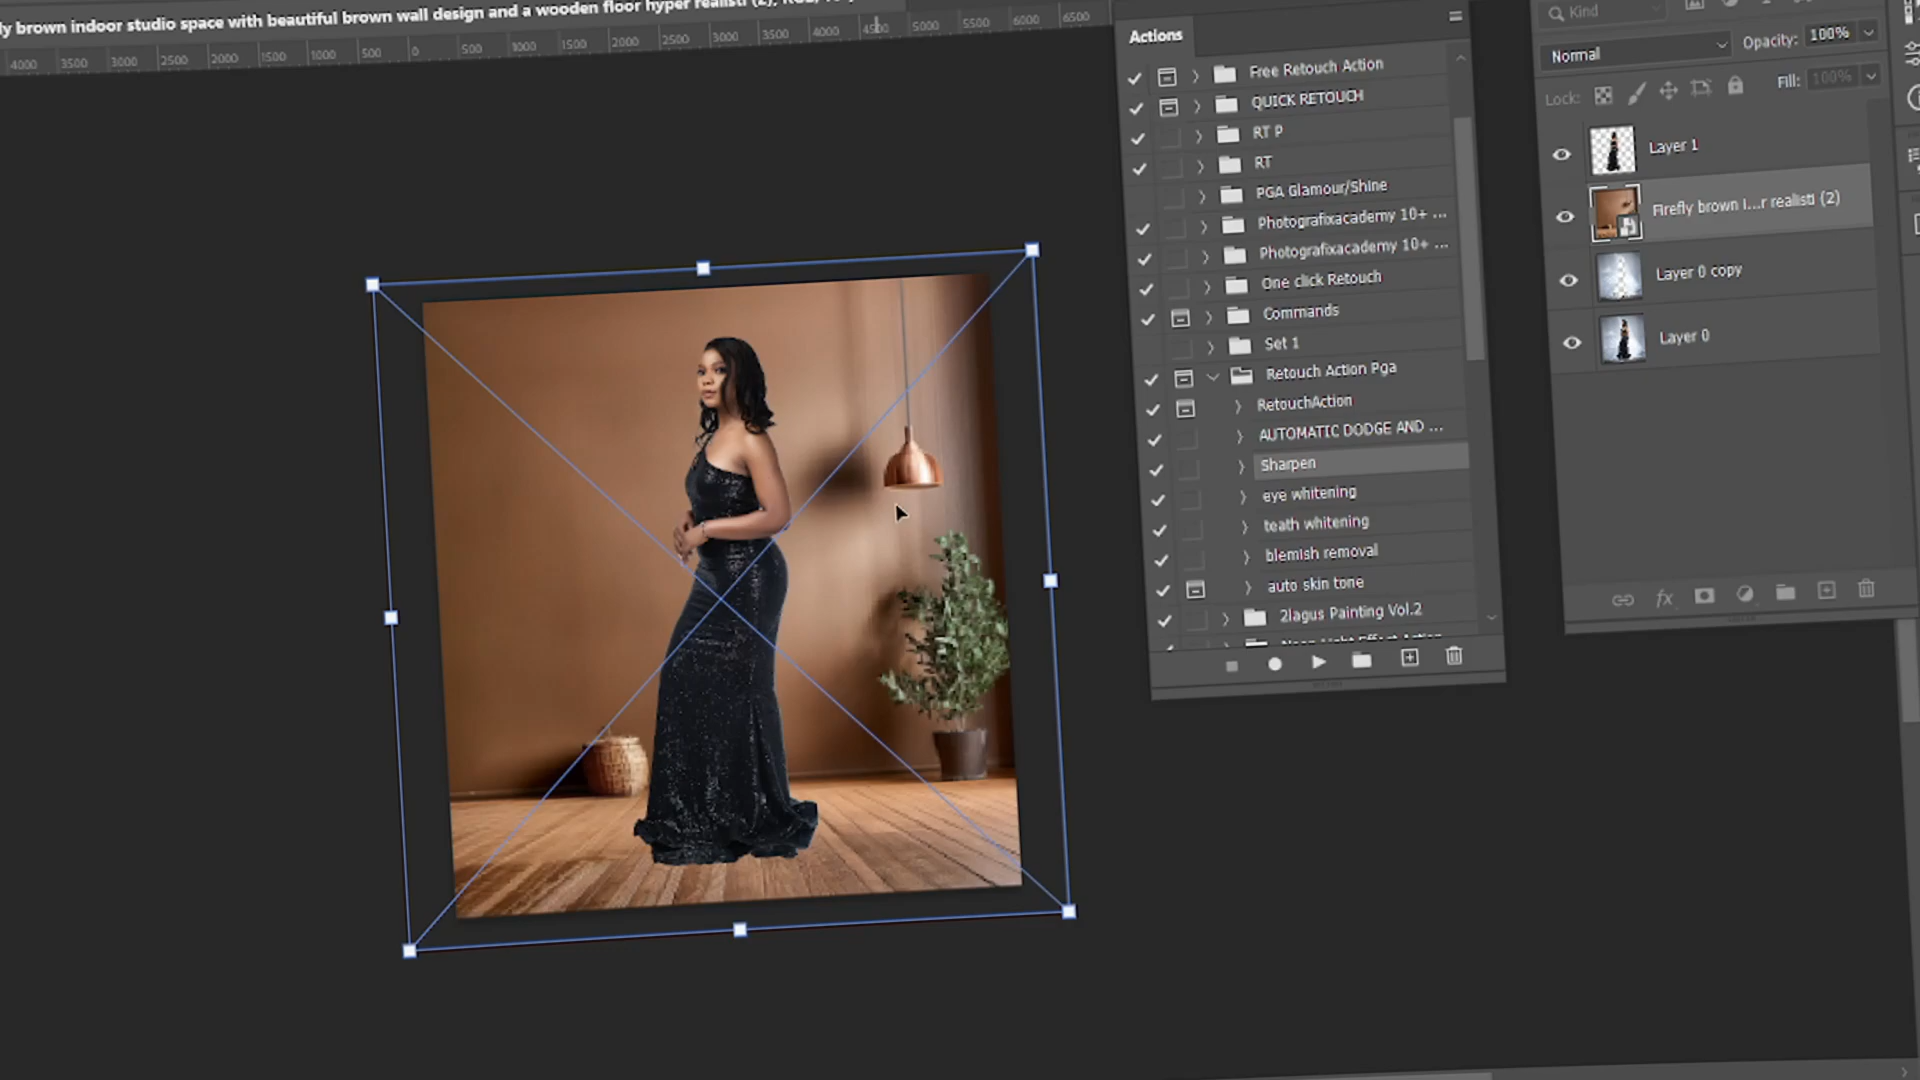 ly brown indoor studio space with beautiful brown wall design and a wooden floor hyper realisti (2),
4000 3500 3000 2500 2000 1500 1000 500 0 500 1000 1500 2000 2500 3000 3500 4000 4500 5000 5500 6000 6500
Actions
Free Retouch Action
QUICK RETOUCH
RT P
RT
PGA Glamour/Shine
Photografixacademy 10+ ...
Photografixacademy 10+ ...
One click Retouch
Commands
Set 1
Retouch Action Pga
RetouchAction
AUTOMATIC DODGE AND ...
Sharpen
eye whitening
teath whitening
blemish removal
auto skin tone
2lagus Painting Vol.2
Kind
Normal
Opacity: 100%
Lock:
Fill: 100%
Layer 1
Firefly brown i...r realisti (2)
Layer 0 copy
Layer 0
fx